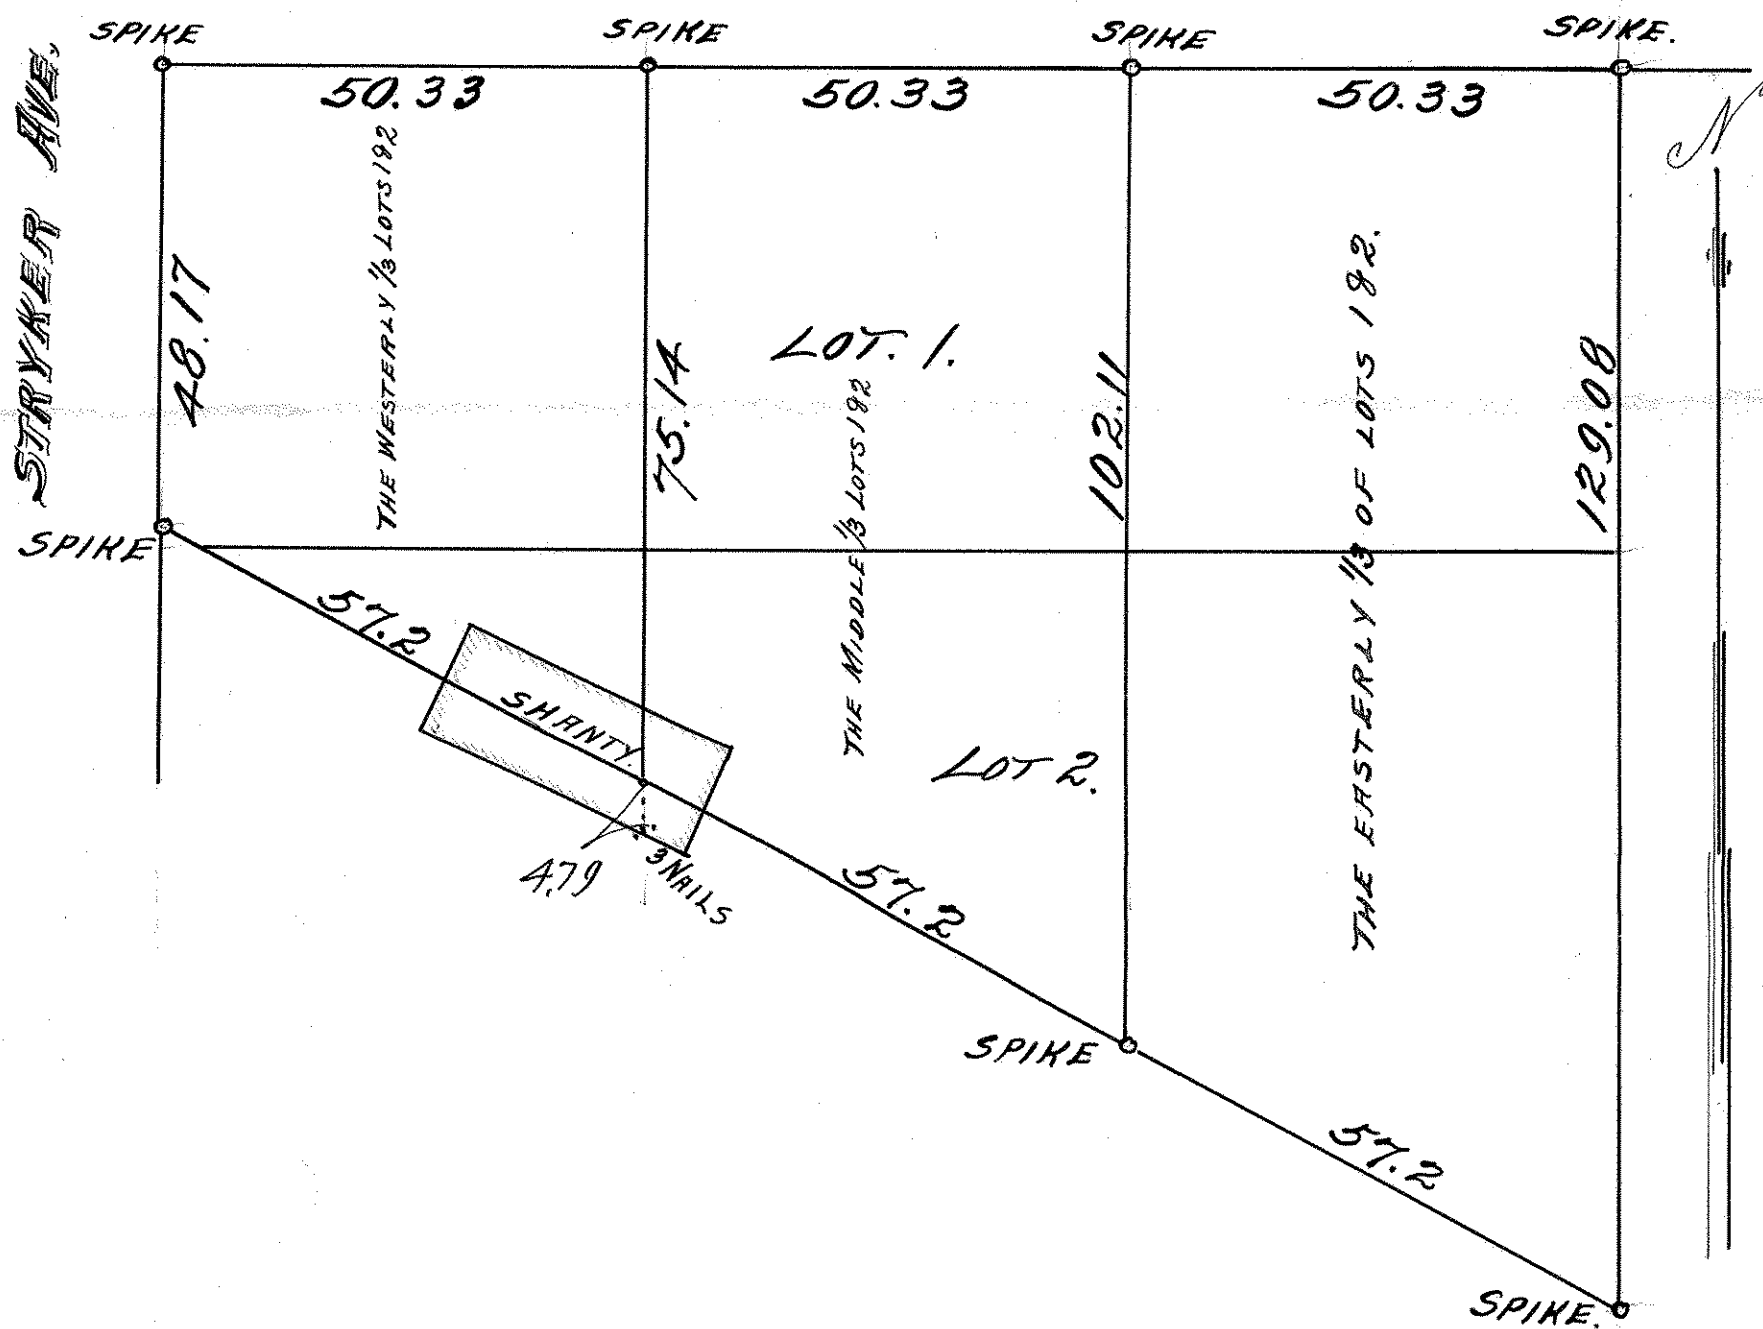 SPIKE
SPIKE
SPIKE
SPIKE.
STRYKER AVE,
50.33
50.33
50.33
N
THE WESTERLY 1/3 LOTS 1&2
48.17
75.14
LOT. 1.
THE MIDDLE 1/3 LOTS 1&2
102.11
THE EASTERLY 1/3 OF LOTS 1&2.
129.08
SPIKE
57.2
SHANTY.
LOT 2.
4.79
3 NAILS
57.2
SPIKE
57.2
SPIKE.